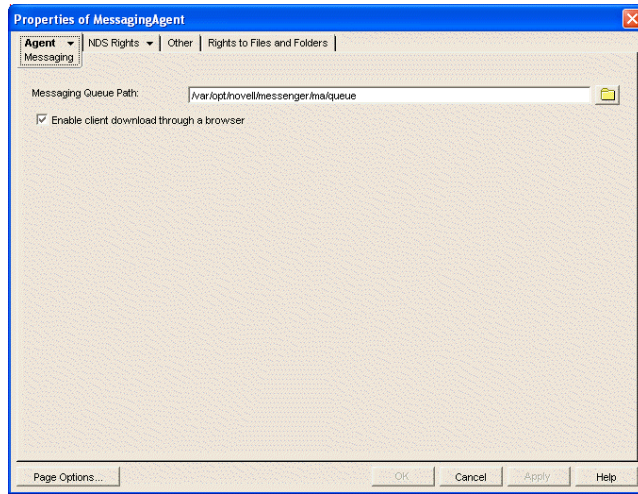 Properties of MessagingAgent
Agent NDS Rights Other Rights to Files and Folders
Messaging
Messaging Queue Path: /var/opt/novell/messenger/ma/queue
Enable client download through a browser
Page Options... OK Cancel Apply Help